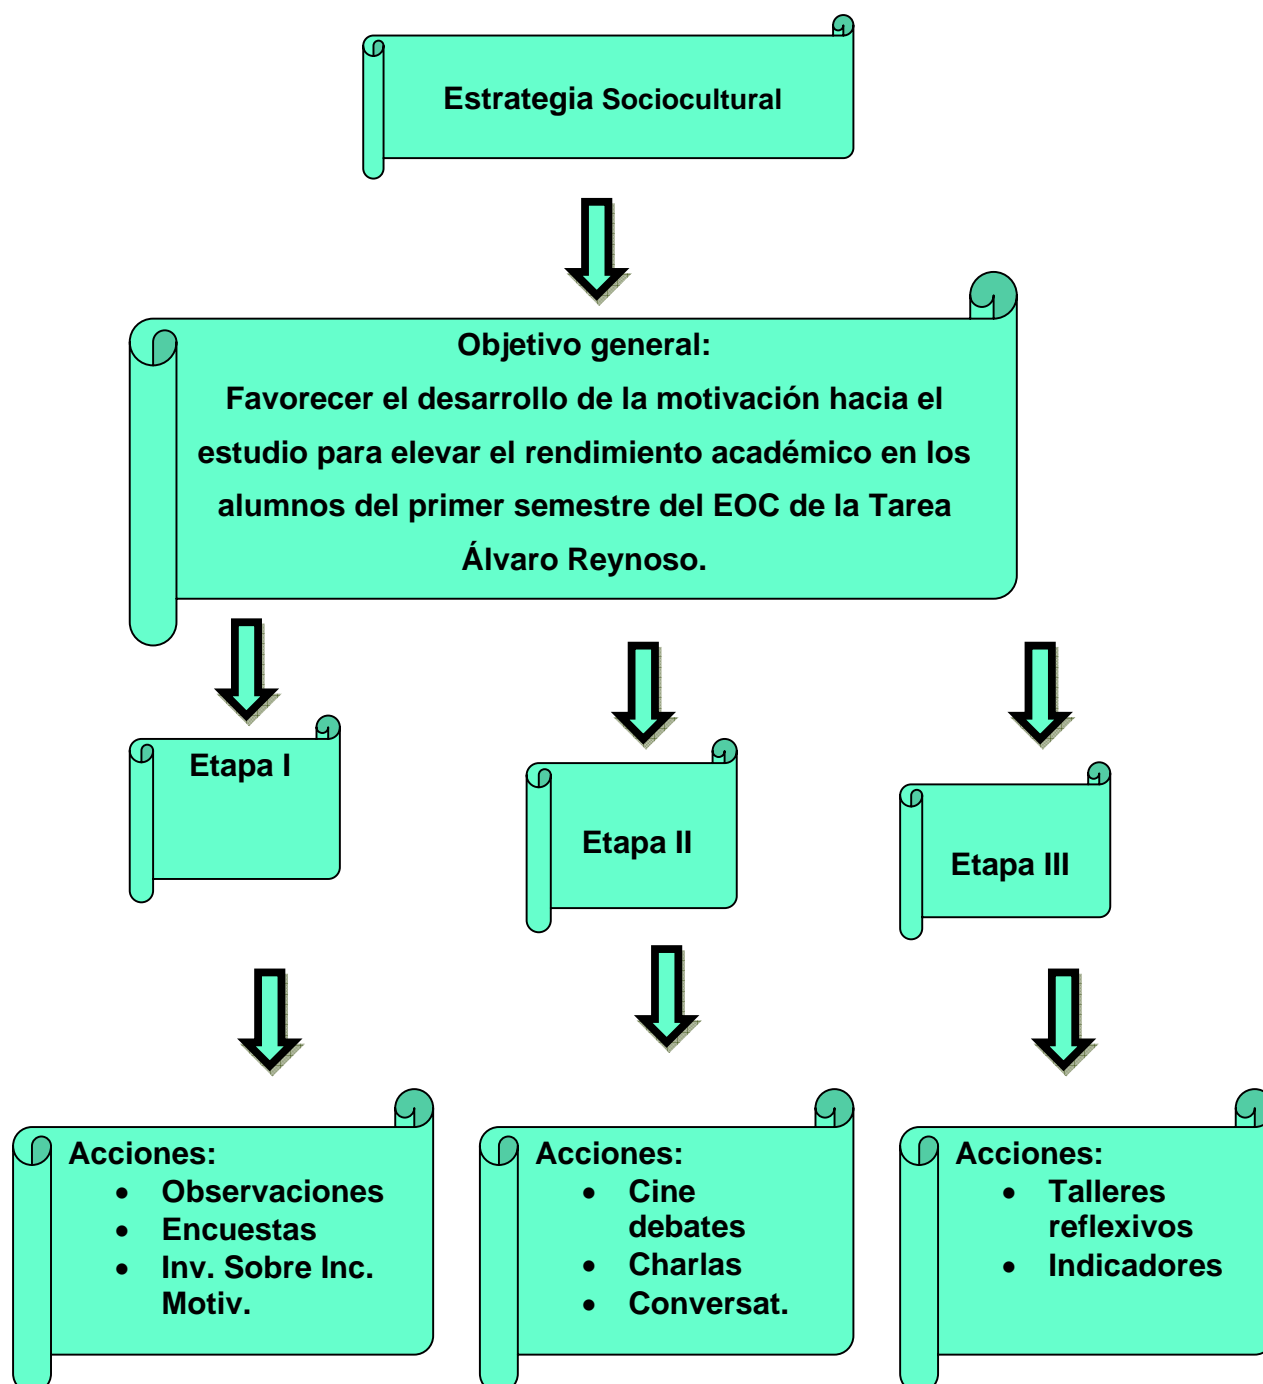 Estrategia Sociocultural
Objetivo general:
Favorecer el desarrollo de la motivación hacia el
estudio para elevar el rendimiento académico en los
alumnos del primer semestre del EOC de la Tarea
Álvaro Reynoso.
Etapa I
Etapa II
Etapa III
Acciones:
• Observaciones
• Encuestas
• Inv. Sobre Inc.
Motiv.
Acciones:
• Cine
debates
• Charlas
• Conversat.
Acciones:
• Talleres
reflexivos
• Indicadores